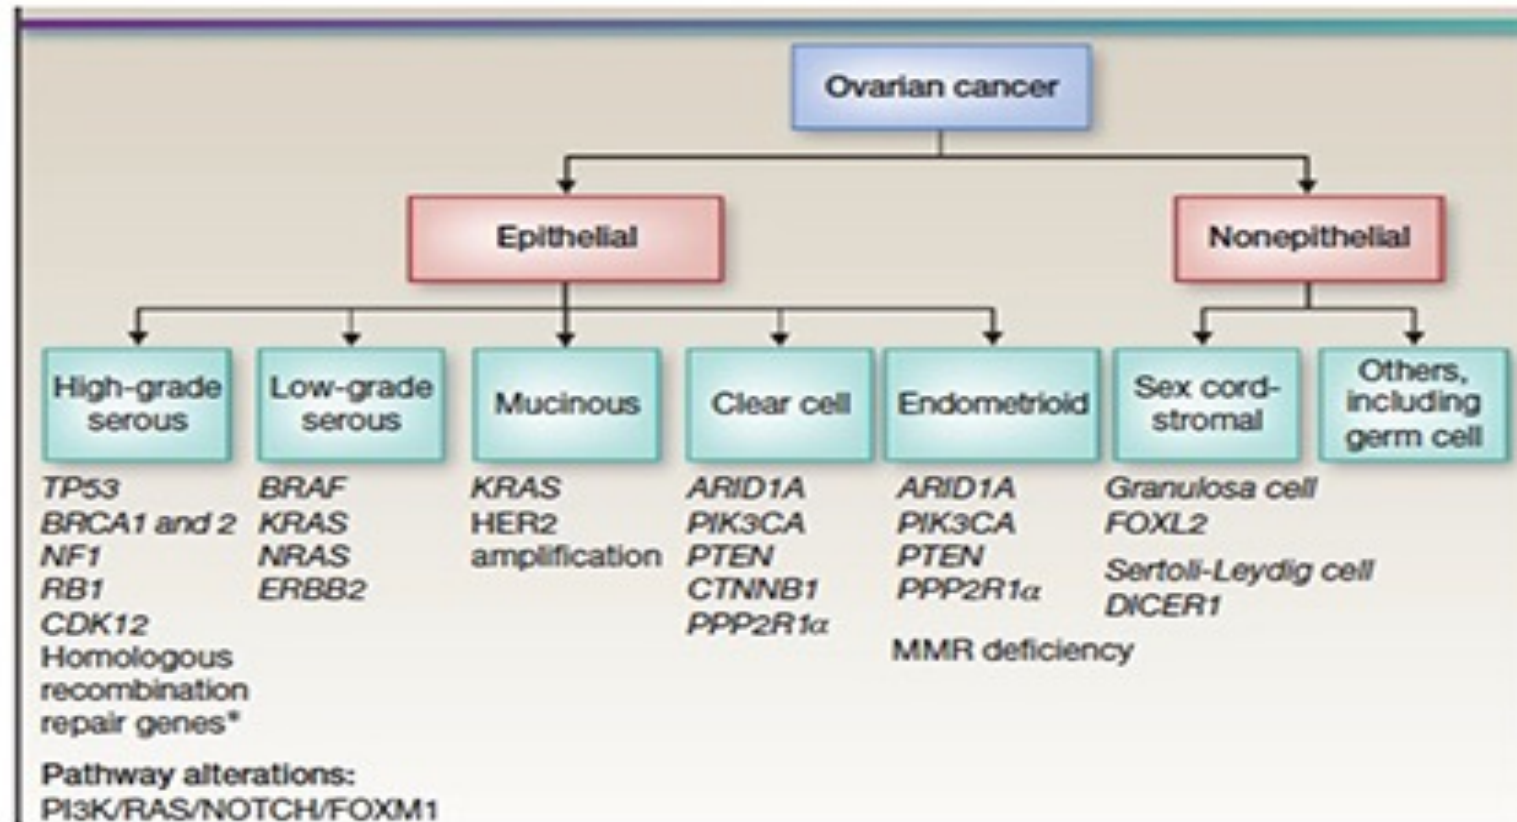 Ovarian cancer
Epithelial
Nonepithelial
High-grade
serous
Low-grade
serous
Mucinous
Clear cell
Endometrioid
Sex cord-
stromal
Others,
including
germ cell
TP53
BRCA1 and 2
NF1
RB1
CDK12
Homologous
recombination
repair genes*
Pathway alterations:
PI3K/RAS/NOTCH/FOXM1
BRAF
KRAS
NRAS
ERBB2
KRAS
HER2
amplification
ARID1A
PIK3CA
PTEN
CTNNB1
PPP2R1α
ARID1A
PIK3CA
PTEN
PPP2R1α
MMR deficiency
Granulosa cell
FOXL2
Sertoli-Leydig cell
DICER1